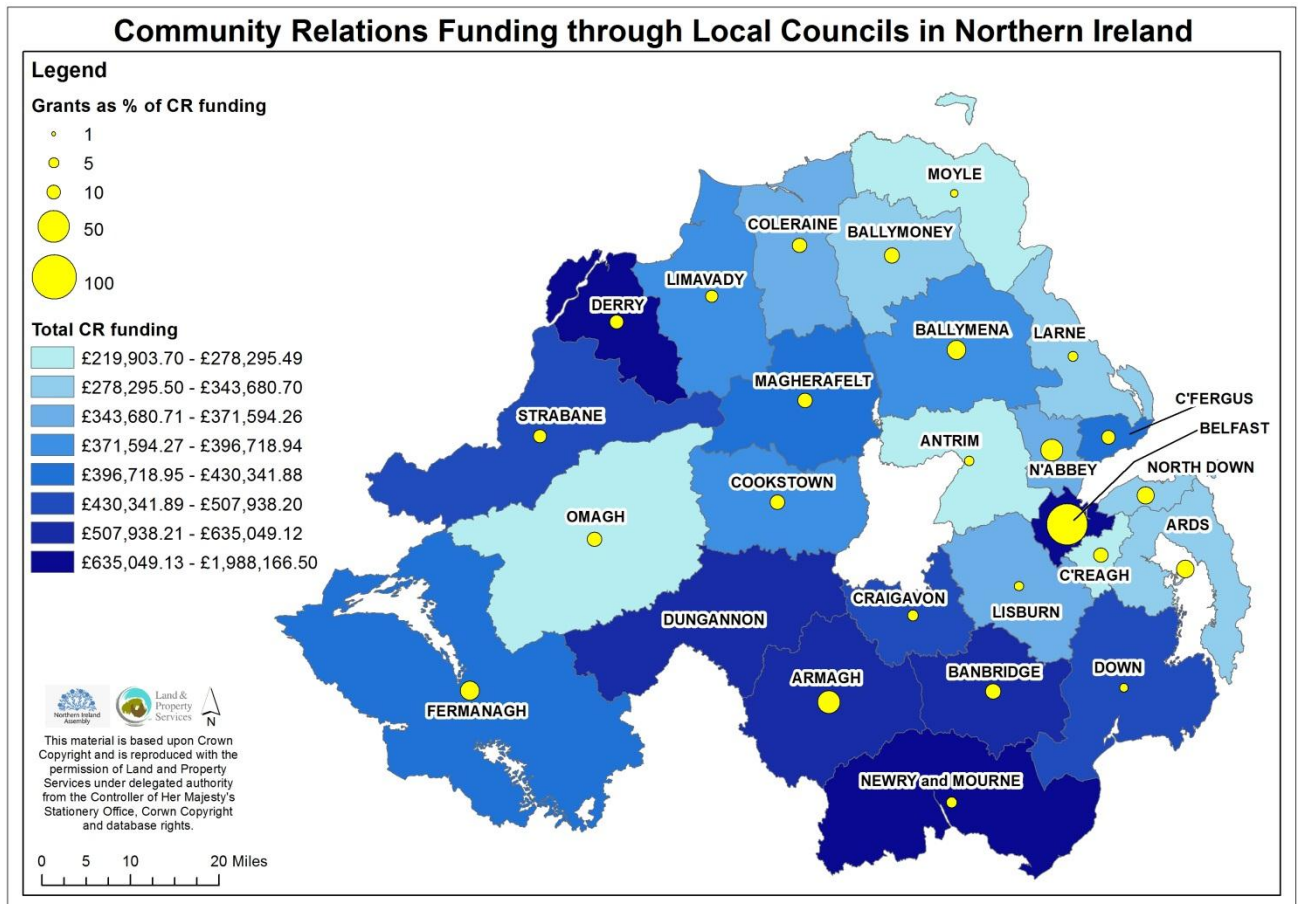 Community Relations Funding through Local Councils in Northern Ireland
Legend
Grants as % of CR funding
1
5
10
50
100
Total CR funding
£219,903.70 - £278,295.49
£278,295.50 - £343,680.70
£343,680.71 - £371,594.26
£371,594.27 - £396,718.94
£396,718.95 - £430,341.88
£430,341.89 - £507,938.20
£507,938.21 - £635,049.12
£635,049.13 - £1,988,166.50
MOYLE
COLERAINE
BALLYMONEY
LIMAVADY
DERRY
BALLYMENA
LARNE
MAGHERAFELT
C'FERGUS
STRABANE
BELFAST
ANTRIM
N'ABBEY
NORTH DOWN
COOKSTOWN
OMAGH
ARDS
C'REAGH
CRAIGAVON
LISBURN
DUNGANNON
DOWN
ARMAGH
BANBRIDGE
FERMANAGH
NEWRY and MOURNE
Northern Ireland
Assembly
Land &
Property
Services
N
This material is based upon Crown
Copyright and is reproduced with the
permission of Land and Property
Services under delegated authority
from the Controller of Her Majesty's
Stationery Office, Corwn Copyright
and database rights.
0 5 10 20 Miles